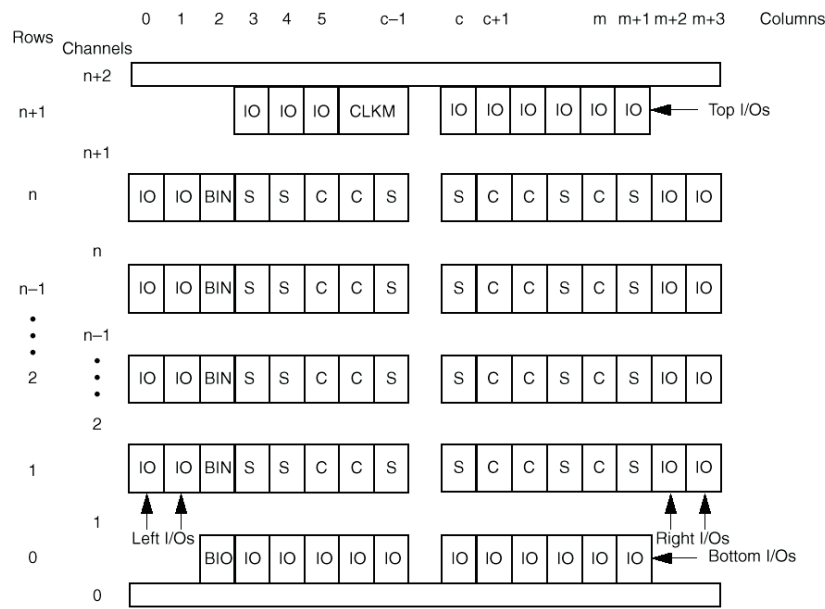 0 1 2 3 4 5 c–1 c c+1 m m+1 m+2 m+3 Columns
Rows
Channels
n+2
n+1 IO IO IO CLKM IO IO IO IO IO IO Top I/Os
n+1
n IO IO BIN S S C C S S C C S C S IO IO
n
n–1 IO IO BIN S S C C S S C C S C S IO IO
n–1
2 IO IO BIN S S C C S S C C S C S IO IO
2
1 IO IO BIN S S C C S S C C S C S IO IO
1
Left I/Os Right I/Os
0 BIO IO IO IO IO IO IO IO IO IO IO IO Bottom I/Os
0